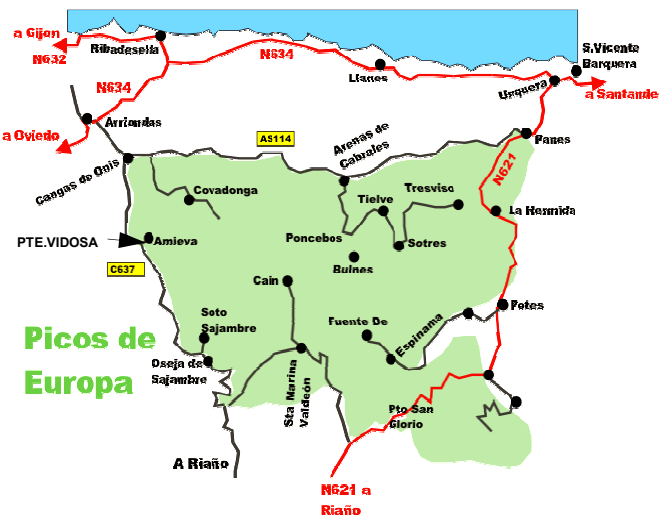 a Gijon
N632
Ribadesella
N634
N634
Llanes
S.Vicente
Barquera
Unquera
a Santande
a Oviedo
Arriondas
AS114
Arenas de
Cabrales
Panes
N621
Cangas de Onis
Covadonga
Tielve
Tresviso
La Hermida
PTE.VIDOSA
Amieva
Poncebos
Sotres
Bulnes
C637
Cain
Potes
Soto
Sajambre
Fuente De
Espinama
Picos de
Europa
Oseja de
Sajambre
Sta Marina
Valdeón
Pto San
Glorio
A Riaño
N621 a
Riaño